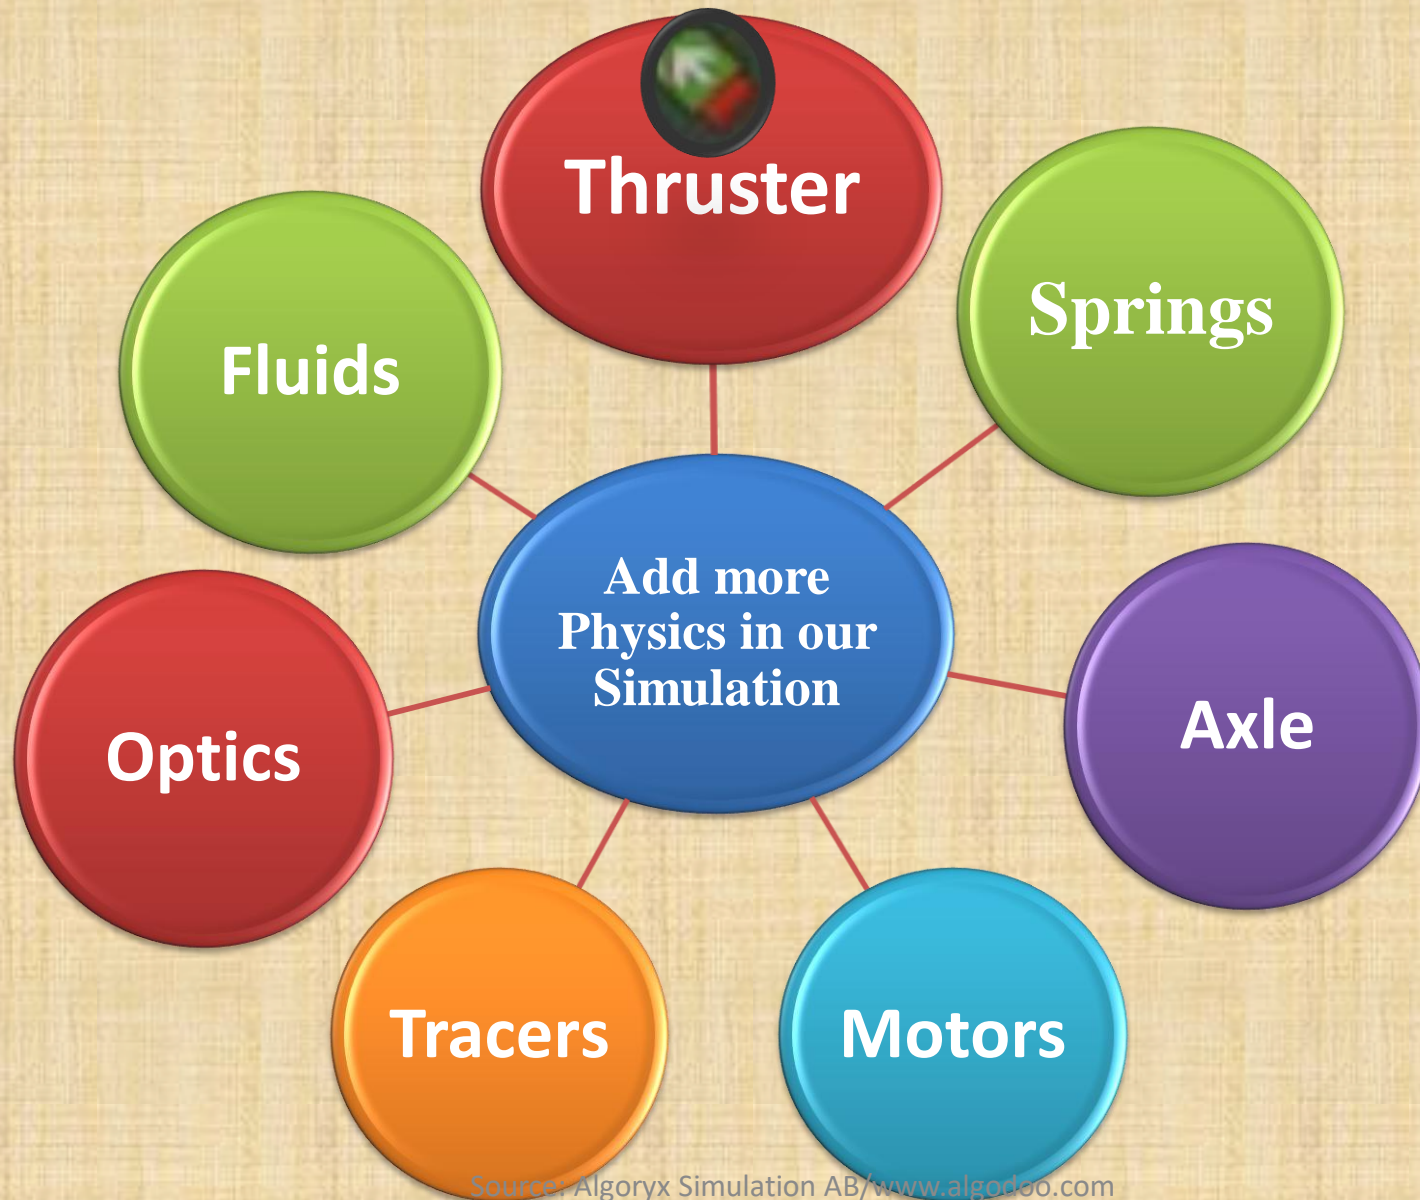 Thruster
Springs
Fluids
Add more
Physics in our
Simulation
Axle
Optics
Tracers
Motors
Source: Algoryx Simulation AB/www.algodoo.com